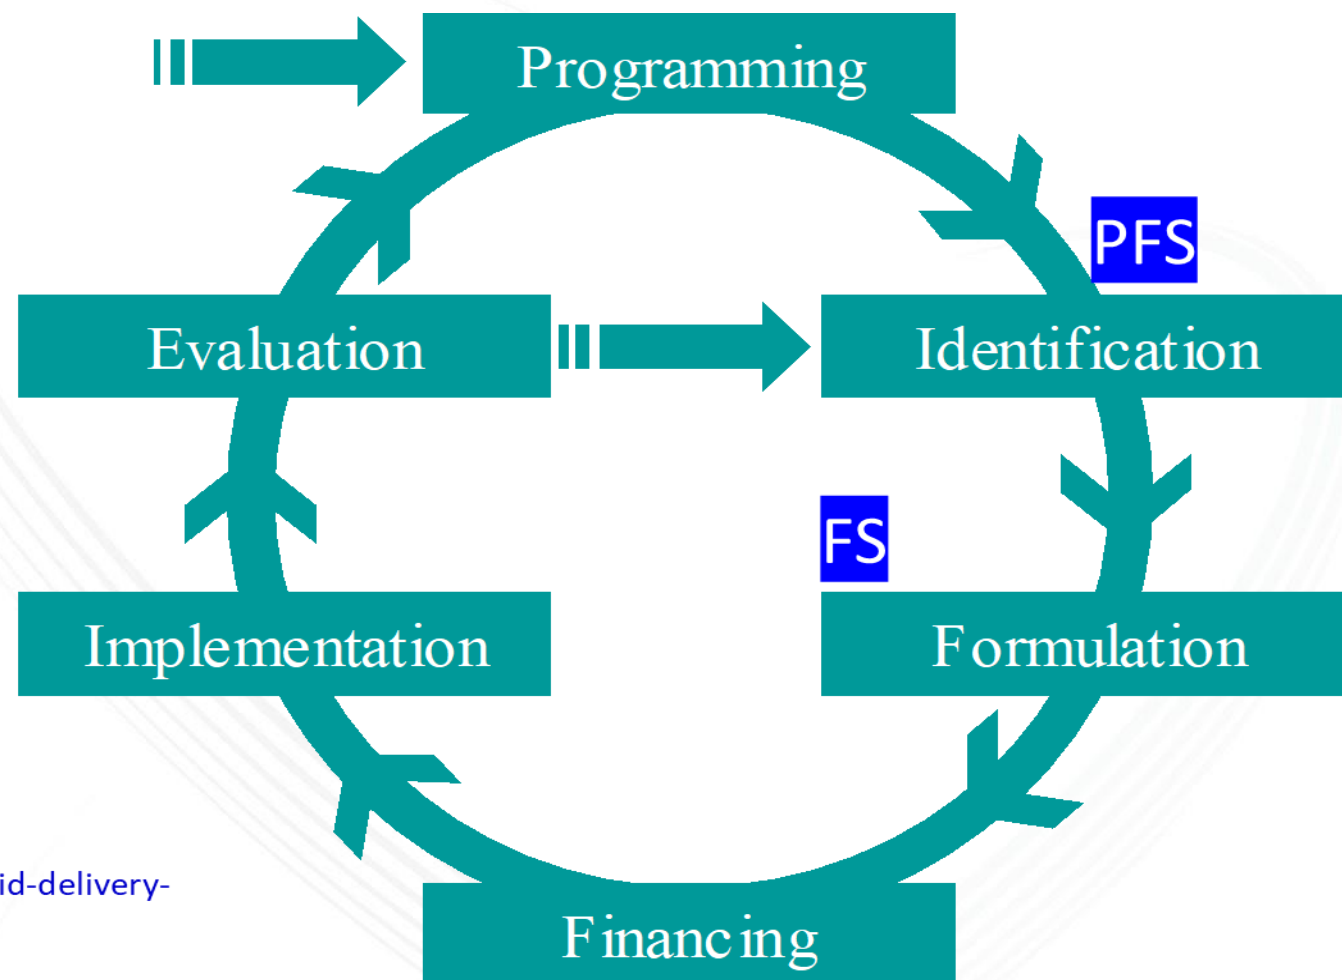 Programming
PFS
Evaluation
Identification
FS
Implementation
Formulation
id-delivery-
Financing